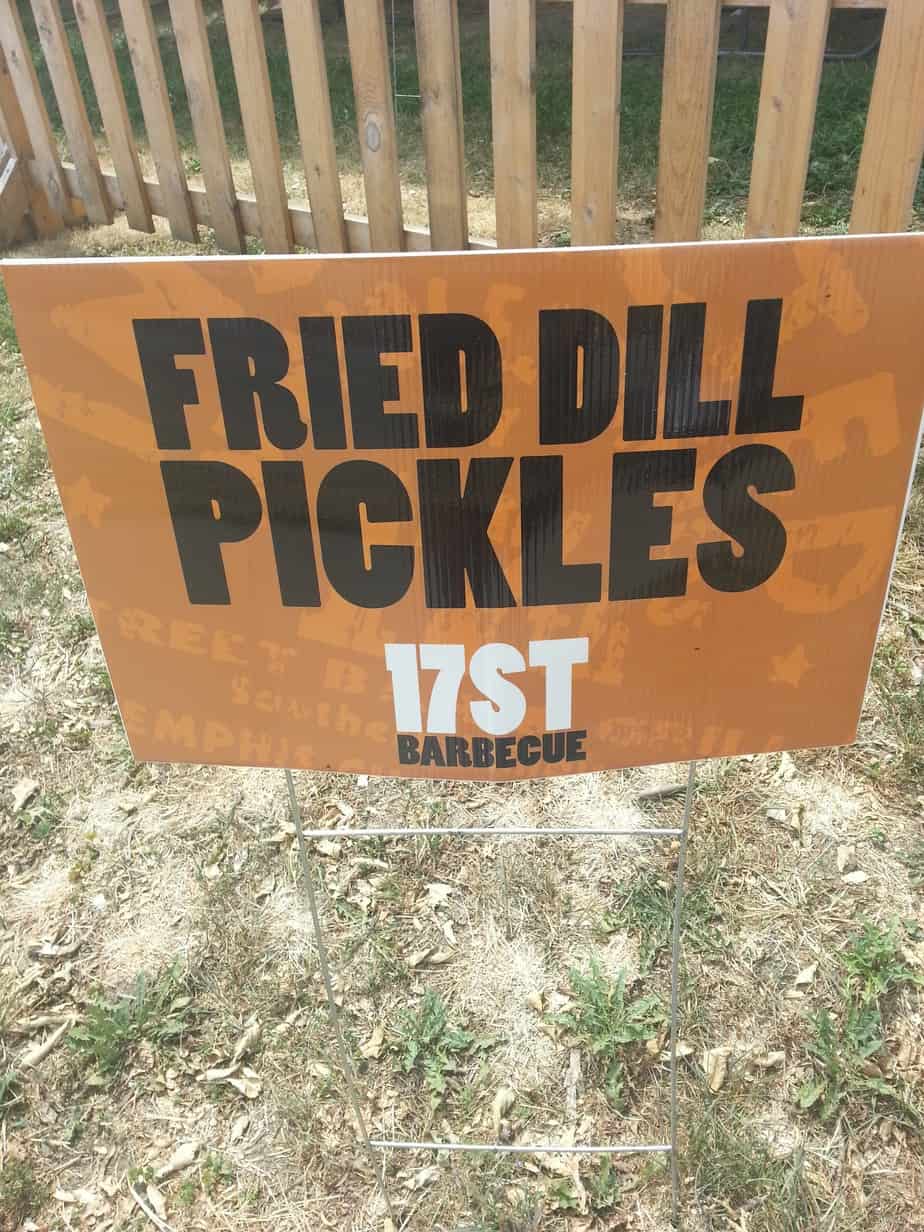 FRIED DILL
PICKLES
17ST
BARBECUE